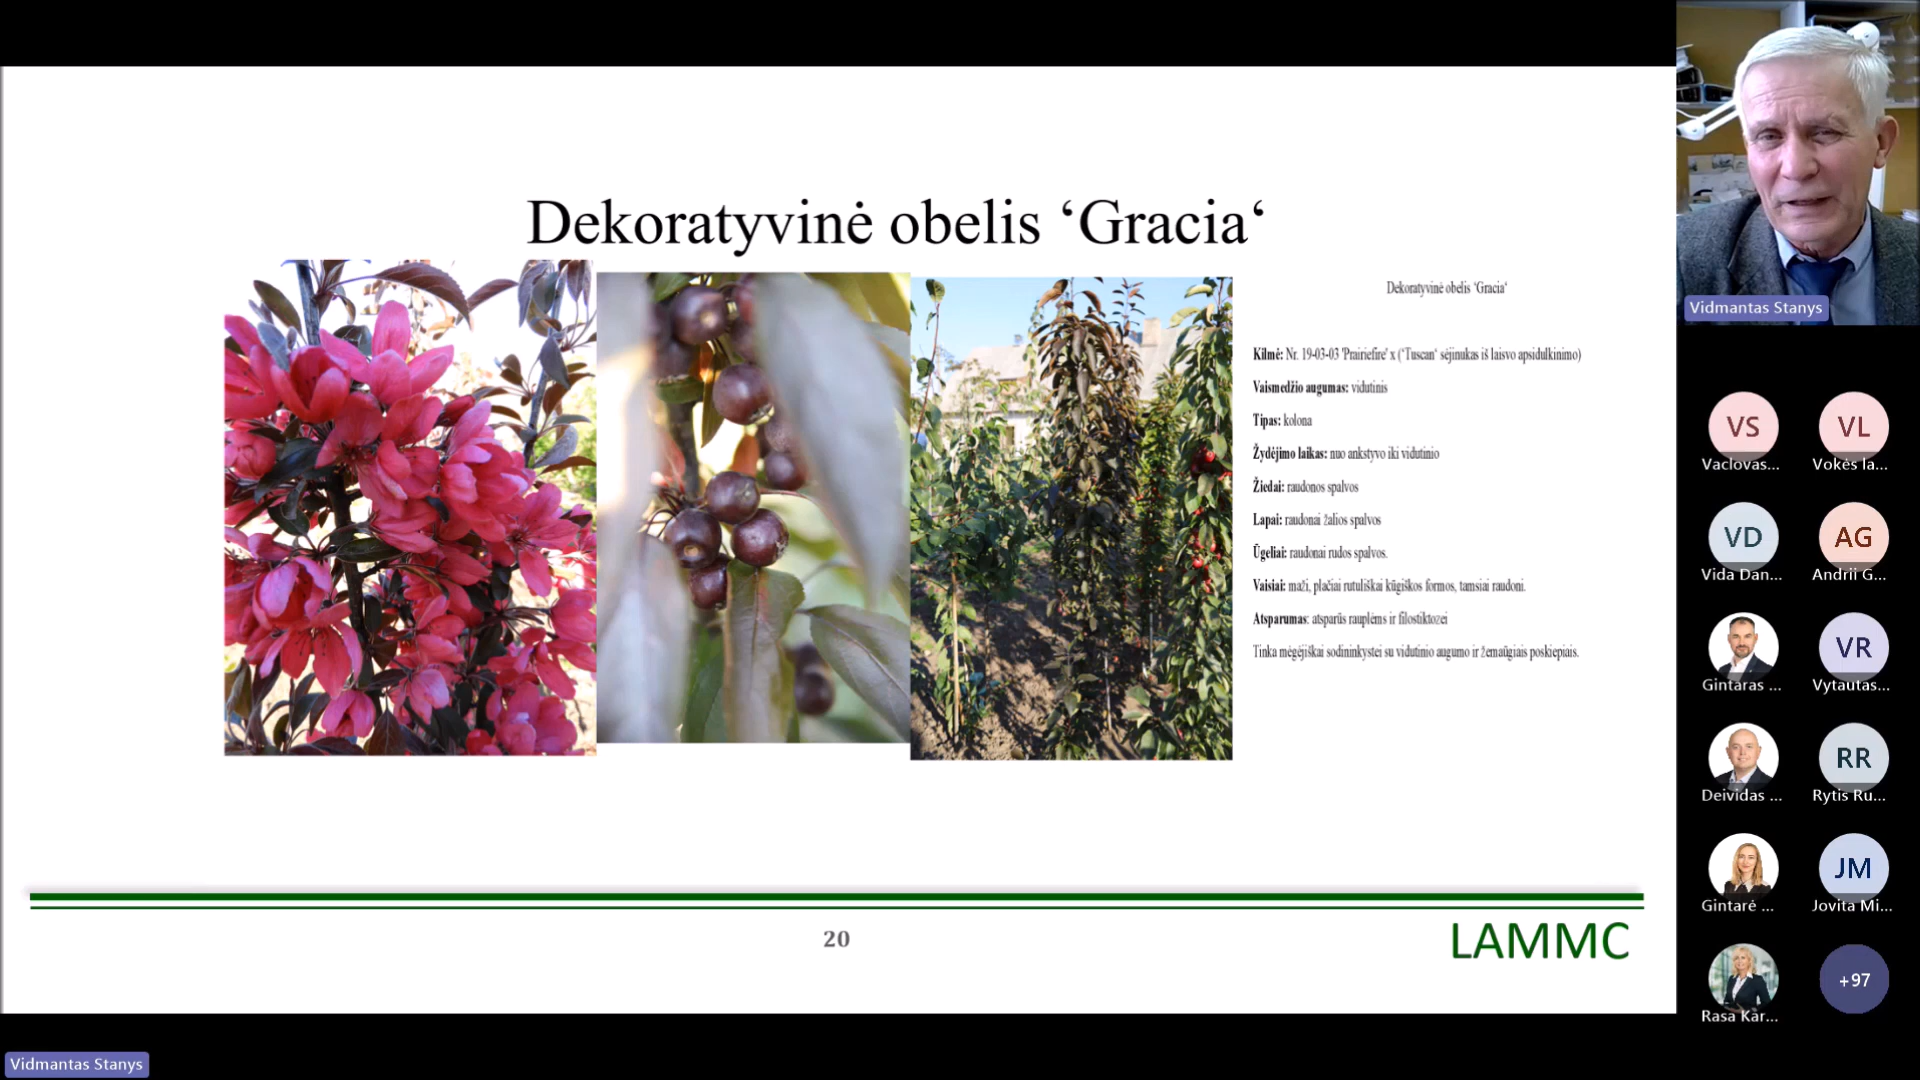 Dekoratyvinė obelis ‘Gracia‘
Dekoratyvinė obelis ‘Gracia‘
Kilmė: Nr. 19-03-03 'Prairiefire' x (‘Tuscan‘ sėjinukas iš laisvo apsidulkinimo)
Vaismedžio augumas: vidutinis
Tipas: kolona
Žydėjimo laikas: nuo ankstyvo iki vidutinio
Žiedai: raudonos spalvos
Lapai: raudonai žalios spalvos
Ūgeliai: raudonai rudos spalvos.
Vaisiai: maži, plačiai rutuliškai kūgiškos formos, tamsiai raudoni.
Atsparumas: atsparūs rauplėms ir filostiktozei
Tinka mėgėjiškai sodininkystei su vidutinio augumo ir žemaūgiais poskiepiais.
20
LAMMC
Vidmantas Stanys
Vidmantas Stanys
VS
Vaclovas...
VL
Vokės la...
VD
Vida Dan...
AG
Andrii G...
Gintaras ...
VR
Vytautas...
Deividas ...
RR
Rytis Ru...
Gintarė ...
JM
Jovita Mi...
Rasa Kar...
+97